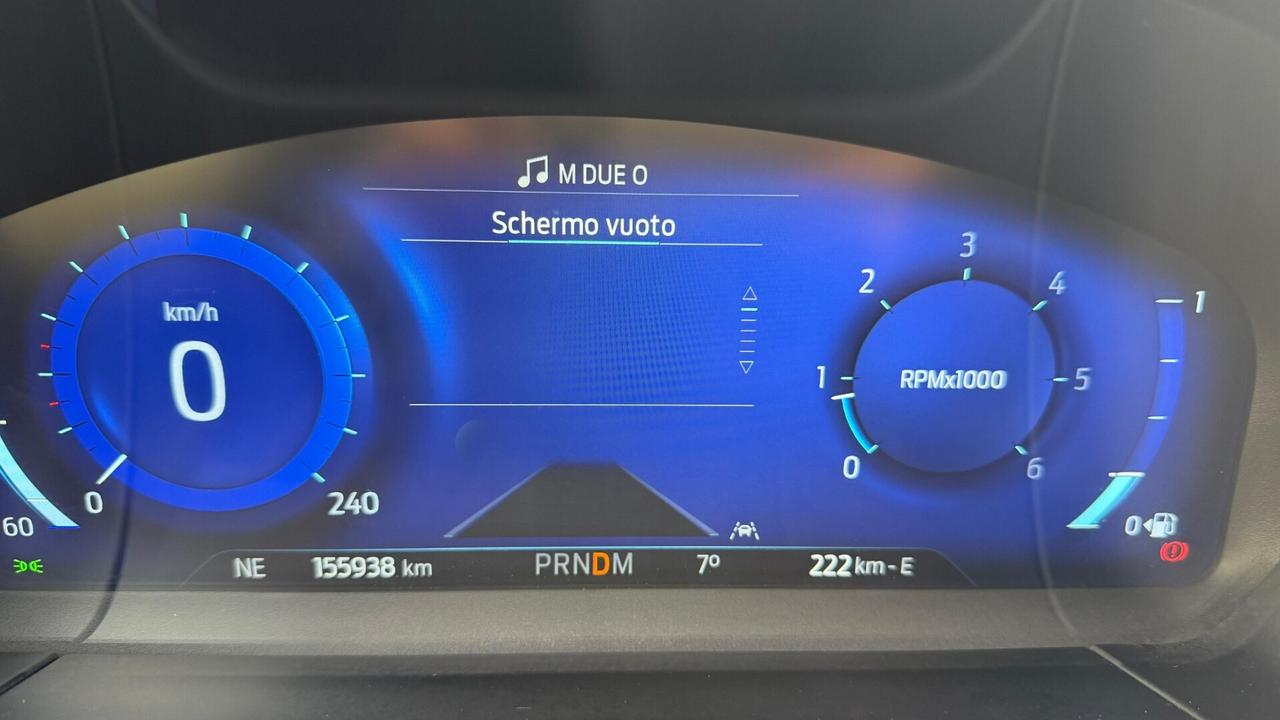 M DUE O
Schermo vuoto
km/h
0
0
240
60
0
1
2
3
4
5
6
RPMx1000
1
0
NE
155938 km
PRNDM
7º
222 km - E